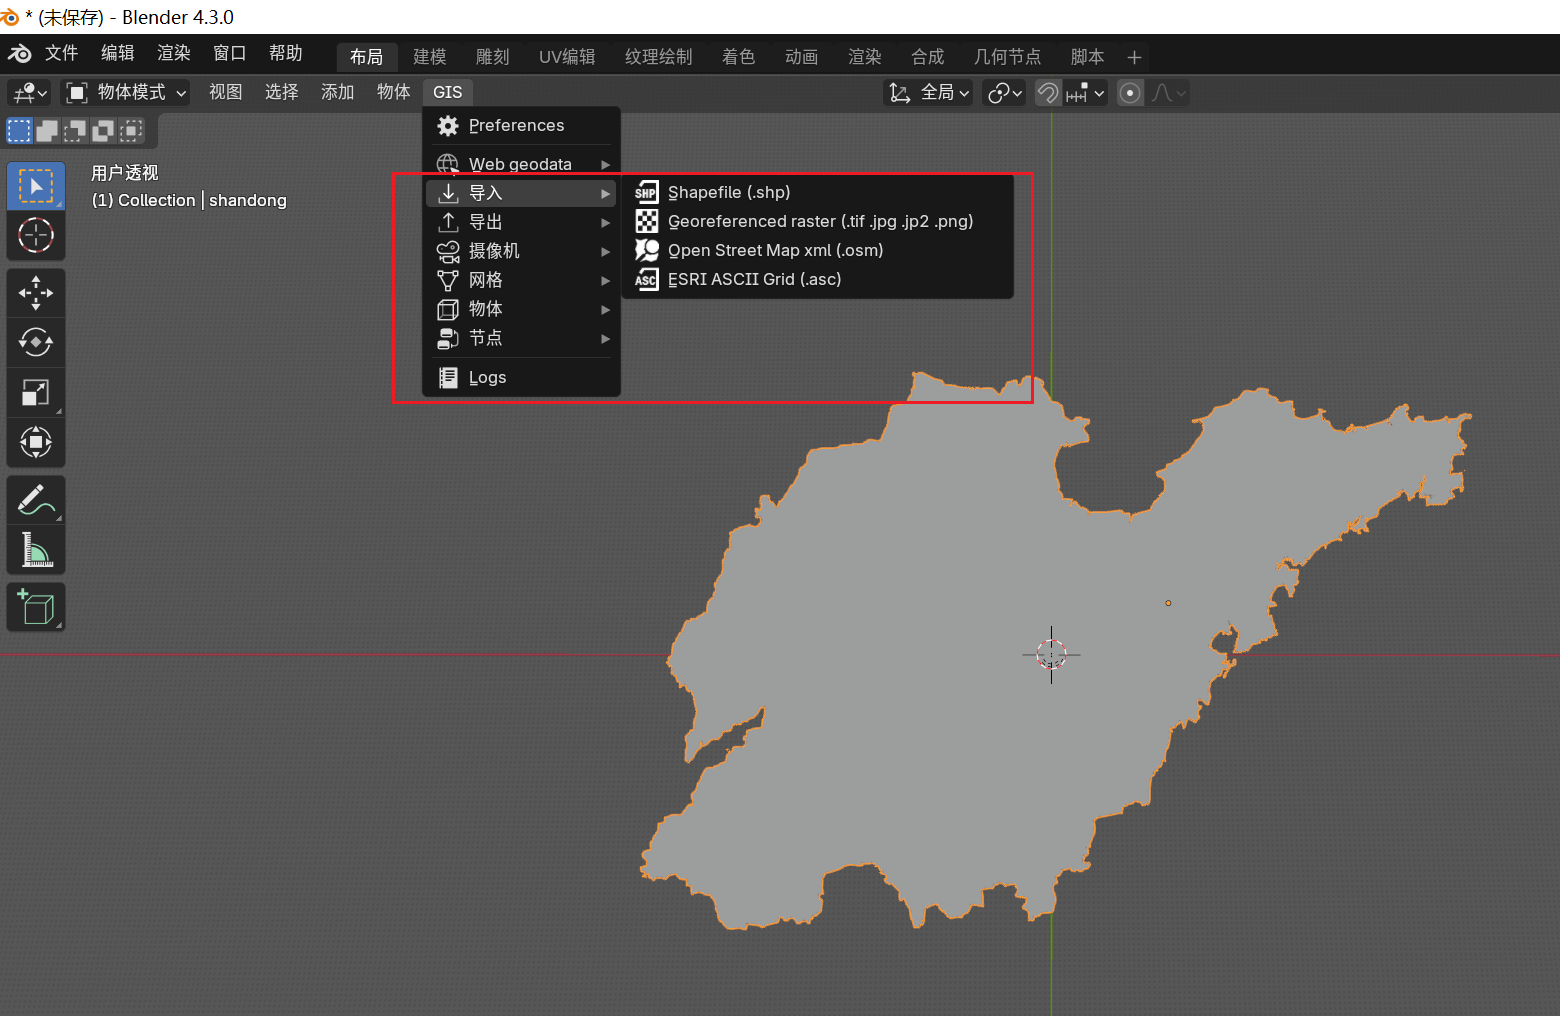 * (未保存) - Blender 4.3.0
文件 编辑 渲染 窗口 帮助 布局 建模 雕刻 UV编辑 纹理绘制 着色 动画 渲染 合成 几何节点 脚本 +
物体模式 视图 选择 添加 物体 GIS 全局
Preferences
Web geodata
导入
导出
摄像机
网格
物体
节点
Logs
SHP Shapefile (.shp)
Georeferenced raster (.tif .jpg .jp2 .png)
Open Street Map xml (.osm)
ASC ESRI ASCII Grid (.asc)
用户透视
(1) Collection | shandong